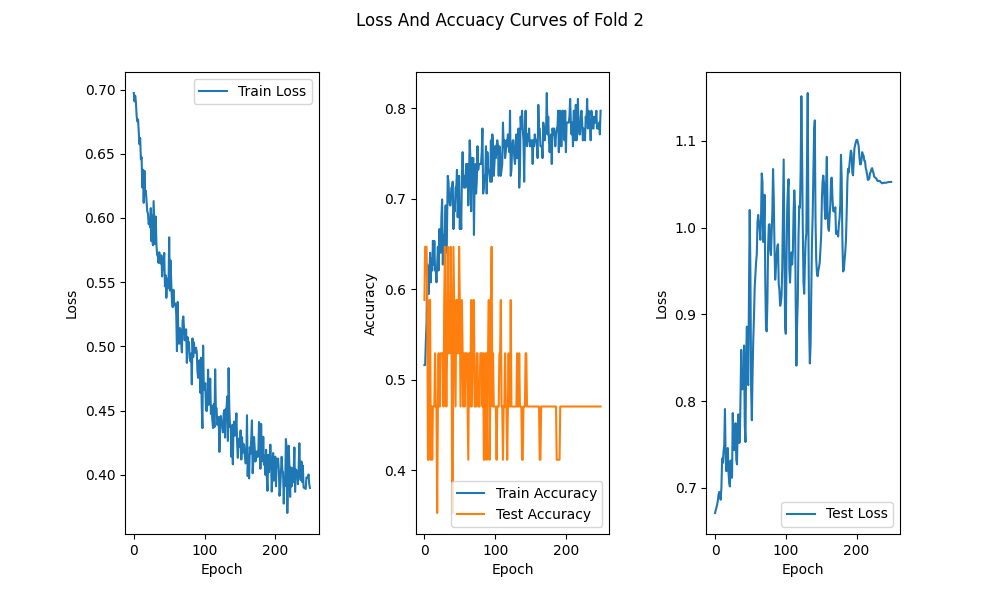 Loss And Accuacy Curves of Fold 2
0.70
0.65
0.60
0.55
0.50
0.45
0.40
Loss
0
100
200
Epoch
Train Loss
0.8
0.7
0.6
0.5
0.4
Accuracy
0
100
200
Epoch
Train Accuracy
Test Accuracy
1.1
1.0
0.9
0.8
0.7
Loss
0
100
200
Epoch
Test Loss